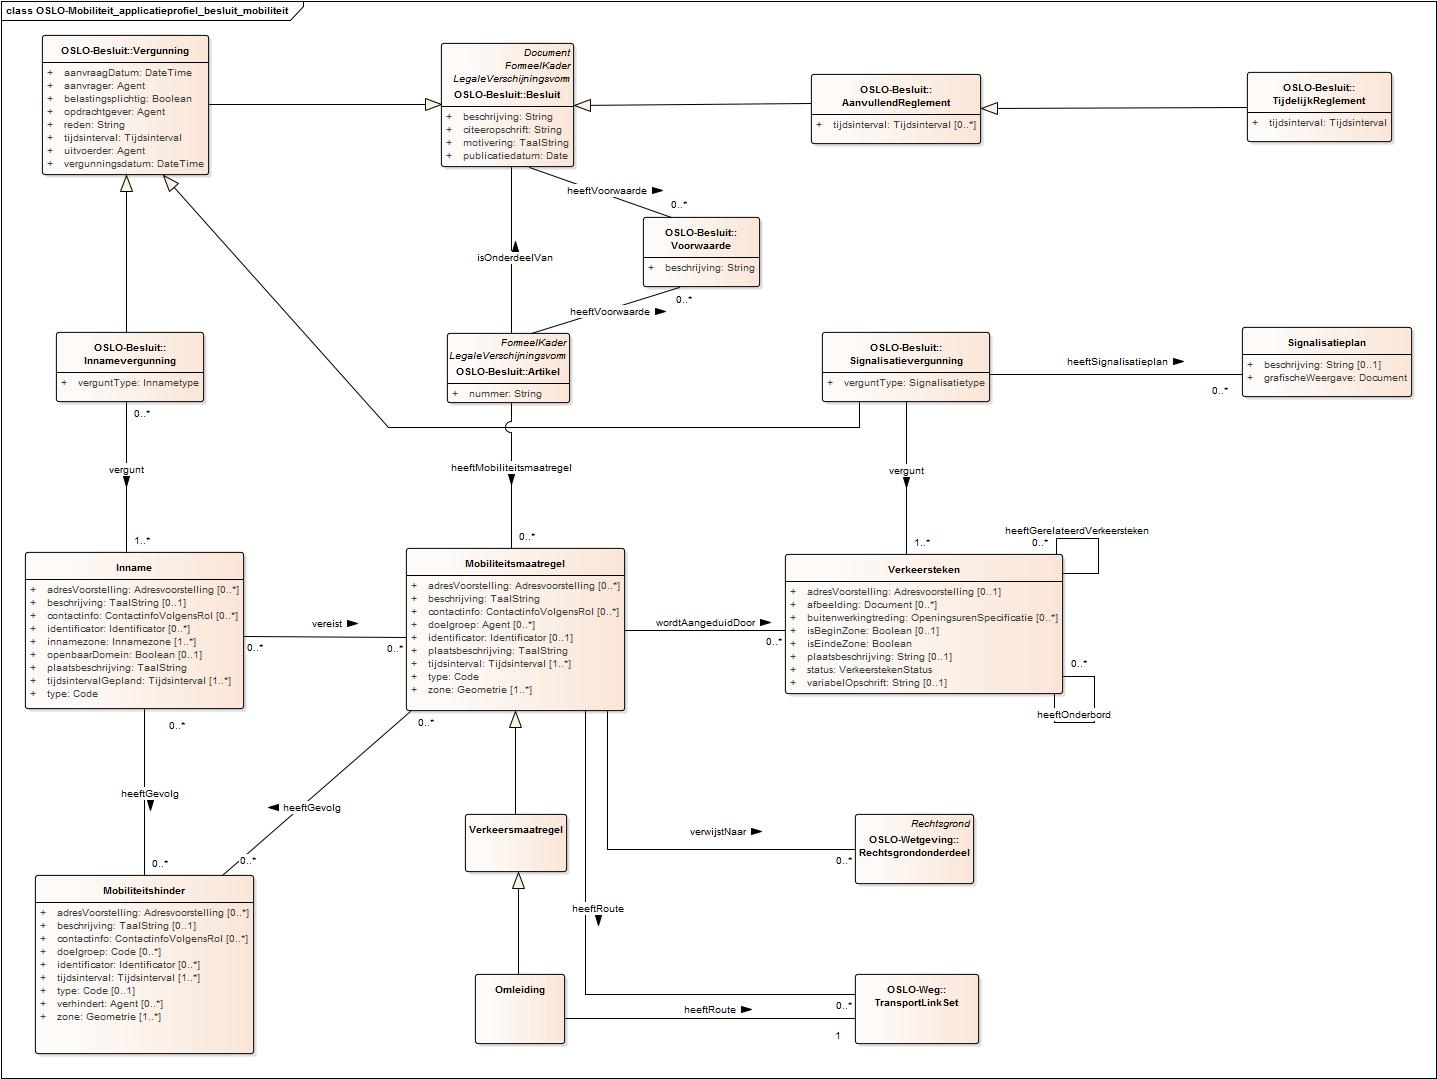 class OSLO-Mobiliteit_applicatieprofiel_besluit_mobiliteit
OSLO-Besluit::Vergunning
+ aanvraagDatum: DateTime
+ aanvrager: Agent
+ belastingsplichtig: Boolean
+ opdrachtgever: Agent
+ reden: String
+ tijdsinterval: Tijdsinterval
+ uitvoerder: Agent
+ vergunningsdatum: DateTime
Document
FormeelKader
LegaleVerschijningsvorm
OSLO-Besluit::Besluit
+ beschrijving: String
+ citeeropschrift: String
+ motivering: TaalString
+ publicatiedatum: Date
OSLO-Besluit::
AanvullendReglement
+ tijdsinterval: Tijdsinterval [0..*]
OSLO-Besluit::
TijdelijkReglement
+ tijdsinterval: Tijdsinterval
heeftVoorwaarde
0..*
OSLO-Besluit::
Voorwaarde
+ beschrijving: String
isOnderdeelVan
0..*
heeftVoorwaarde
OSLO-Besluit::
Innamevergunning
+ verguntType: Innametype
FormeelKader
LegaleVerschijningsvorm
OSLO-Besluit::Artikel
+ nummer: String
OSLO-Besluit::
Signalisatievergunning
+ verguntType: Signalisatietype
heeftSignalisatieplan
0..*
Signalisatieplan
+ beschrijving: String [0..1]
+ grafischeWeergave: Document
0..*
vergunt
1..*
heeftMobiliteitsmaatregel
0..*
vergunt
1..*
heeftGerelateerdVerkeersteken
0..*
Inname
+ adresVoorstelling: Adresvoorstelling [0..*]
+ beschrijving: TaalString [0..1]
+ contactinfo: ContactinfoVolgensRol [0..*]
+ identificator: Identificator [0..*]
+ innamezone: Innamezone [1..*]
+ openbaarDomein: Boolean [0..1]
+ plaatsbeschrijving: TaalString
+ tijdsintervalGepland: Tijdsinterval [1..*]
+ type: Code
vereist
0..*
0..*
Mobiliteitsmaatregel
+ adresVoorstelling: Adresvoorstelling [0..*]
+ beschrijving: TaalString
+ contactinfo: ContactinfoVolgensRol [0..*]
+ doelgroep: Agent [0..*]
+ identificator: Identificator [0..1]
+ plaatsbeschrijving: TaalString
+ tijdsinterval: Tijdsinterval [1..*]
+ type: Code
+ zone: Geometrie [1..*]
wordtAangeduidDoor
0..*
Verkeersteken
+ adresVoorstelling: Adresvoorstelling [0..1]
+ afbeelding: Document [0..*]
+ buitenwerkingtreding: OpeningsurenSpecificatie [0..*]
+ isBeginZone: Boolean [0..1]
+ isEindeZone: Boolean
+ plaatsbeschrijving: String [0..1]
+ status: VerkeerstekenStatus
+ variabelOpschrift: String [0..1]
0..*
heeftOnderbord
0..*
heeftGevolg
0..*
0..*
heeftGevolg
0..*
Verkeersmaatregel
verwijstNaar
0..*
Rechtsgrond
OSLO-Wetgeving::
Rechtsgrondonderdeel
Mobiliteitshinder
+ adresVoorstelling: Adresvoorstelling [0..*]
+ beschrijving: TaalString [0..1]
+ contactinfo: ContactinfoVolgensRol [0..*]
+ doelgroep: Code [0..*]
+ identificator: Identificator [0..*]
+ tijdsinterval: Tijdsinterval [1..*]
+ type: Code [0..1]
+ verhindert: Agent [0..*]
+ zone: Geometrie [1..*]
heeftRoute
0..*
Omleiding
heeftRoute
1
OSLO-Weg::
TransportLinkSet